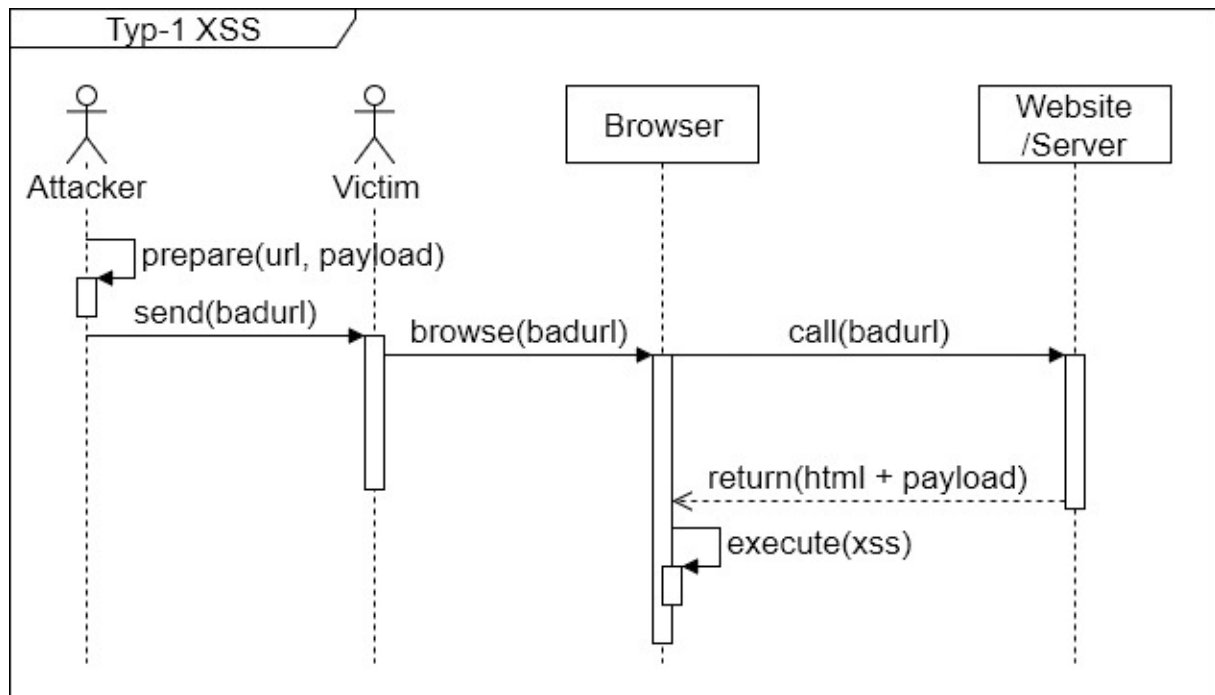 Typ-1 XSS
Attacker
Victim
Browser
Website
/Server
prepare(url, payload)
send(badurl)
browse(badurl)
call(badurl)
return(html + payload)
execute(xss)